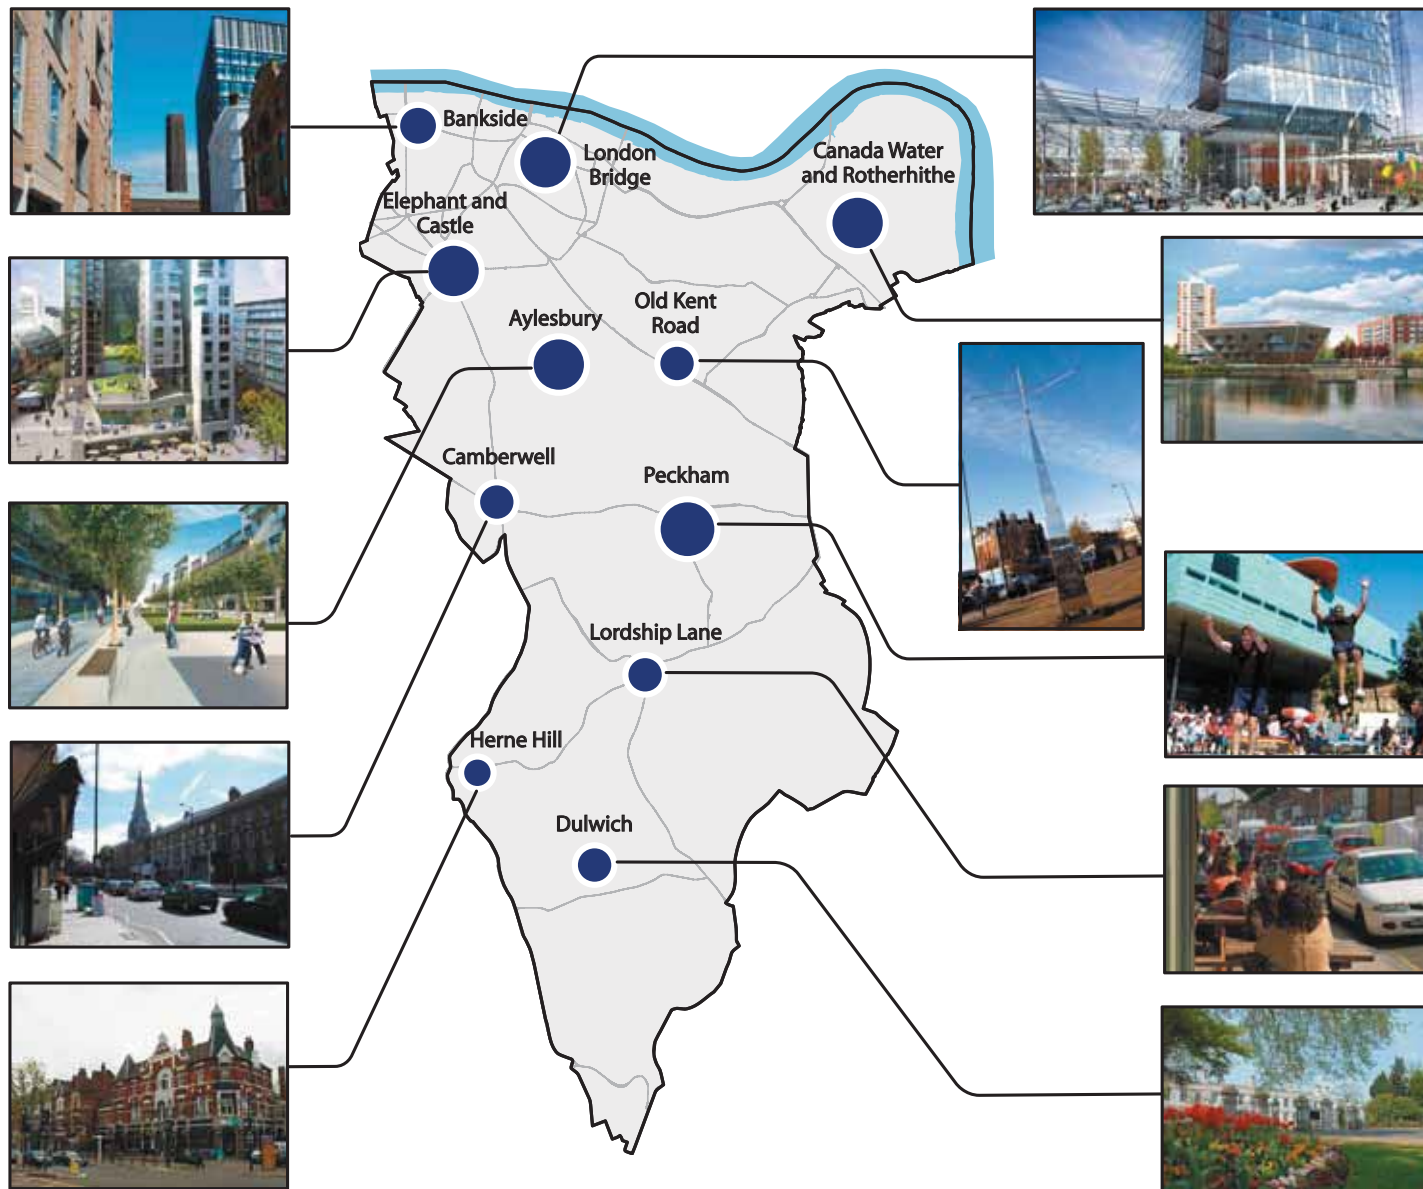 Bankside
London
Bridge
Canada Water
and Rotherhithe
Elephant and
Castle
Old Kent
Road
Aylesbury
Camberwell
Peckham
Lordship Lane
Herne Hill
Dulwich